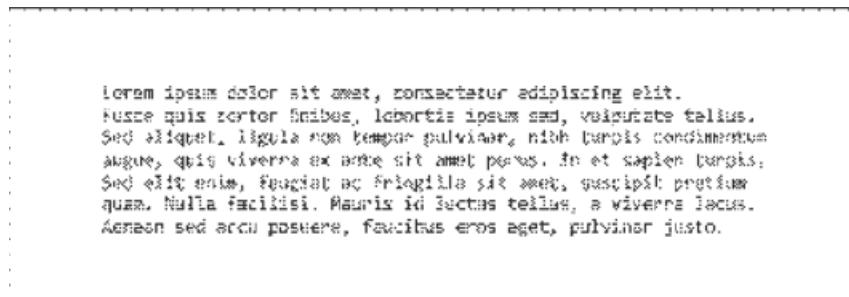 Lorem ipsum dolor sit amet, consectetur adipiscing elit.
Fusce quis tortor finibus, lobortis ipsum sed, vulputate tellus.
Sed aliquet, ligula non tempor pulvinar, nibh turpis condimentum
augue, quis viverra ex ante sit amet purus. In et sapien turpis.
Sed elit enim, feugiat ac fringilla sit amet, suscipit pretium
quam. Nulla facilisi. Mauris id luctus tellus, a viverra lacus.
Aenean sed arcu posuere, faucibus eros eget, pulvinar justo.